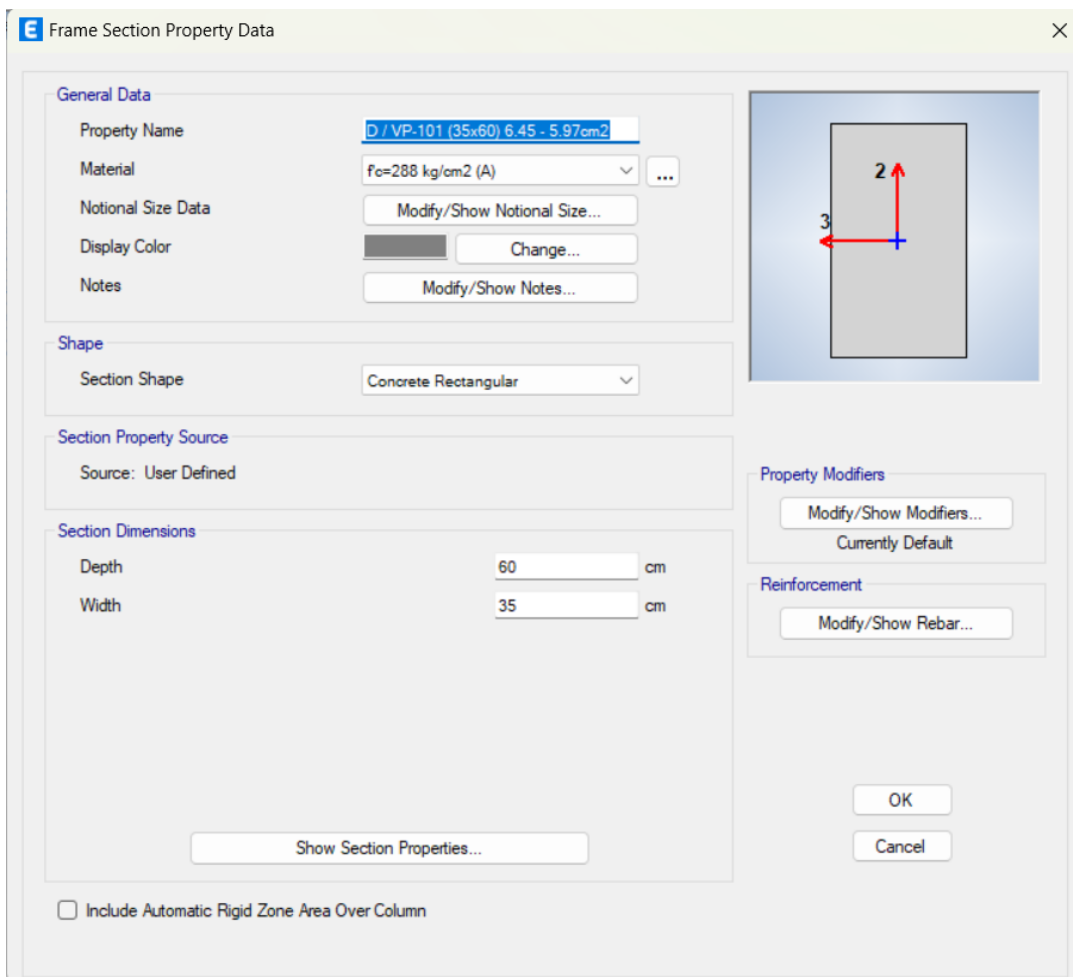 E Frame Section Property Data
General Data
Property Name D / VP-101 (35x60) 6.45 - 5.97cm2
Material f'c=288 kg/cm2 (A) ...
Notional Size Data Modify/Show Notional Size...
Display Color Change...
Notes Modify/Show Notes...
2
3
Shape
Section Shape Concrete Rectangular
Section Property Source
Source: User Defined
Property Modifiers
Modify/Show Modifiers...
Currently Default
Section Dimensions
Depth 60 cm
Width 35 cm
Reinforcement
Modify/Show Rebar...
OK
Show Section Properties...
Cancel
Include Automatic Rigid Zone Area Over Column